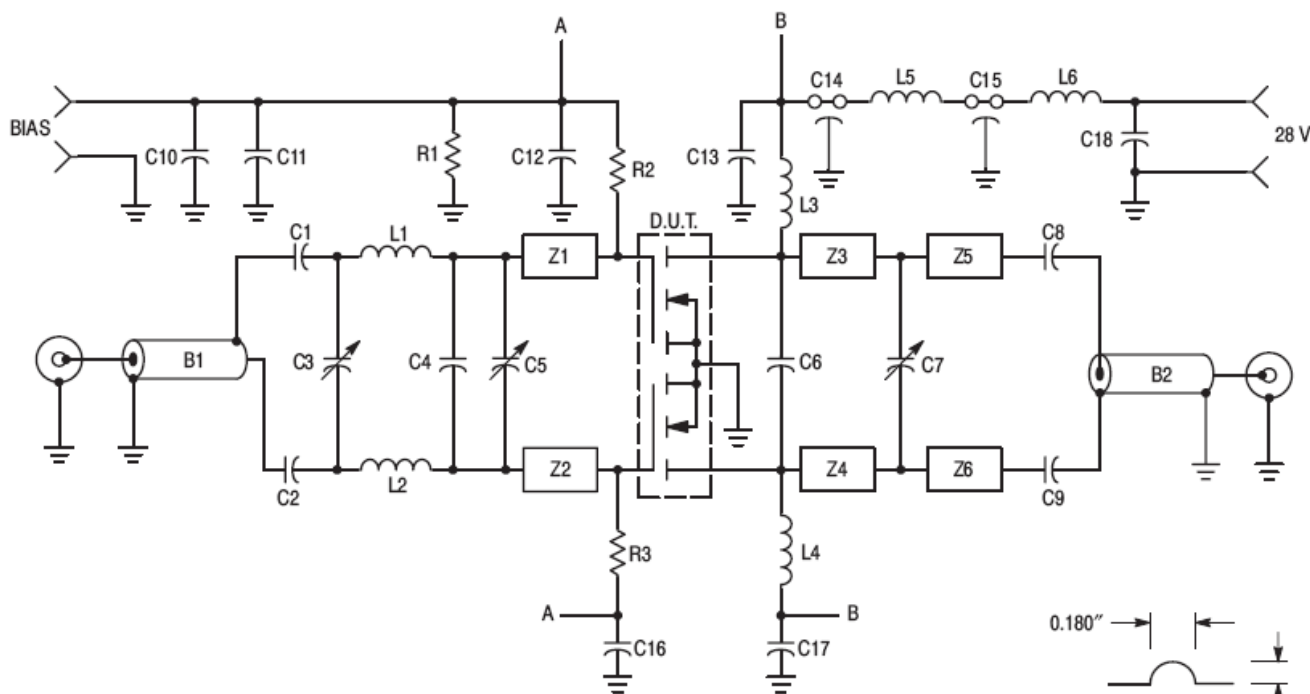 A
B
C14
L5
C15
L6
BIAS
C10
C11
R1
C12
R2
C13
C18
28 V
L3
D.U.T.
C1
L1
Z1
Z3
Z5
C8
B1
C3
C4
C5
C6
C7
B2
C2
L2
Z2
Z4
Z6
C9
R3
L4
A
B
C16
C17
0.180″